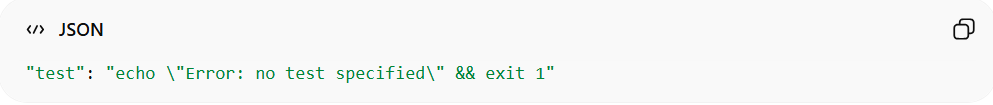 JSON
"test": "echo \"Error: no test specified\" && exit 1"